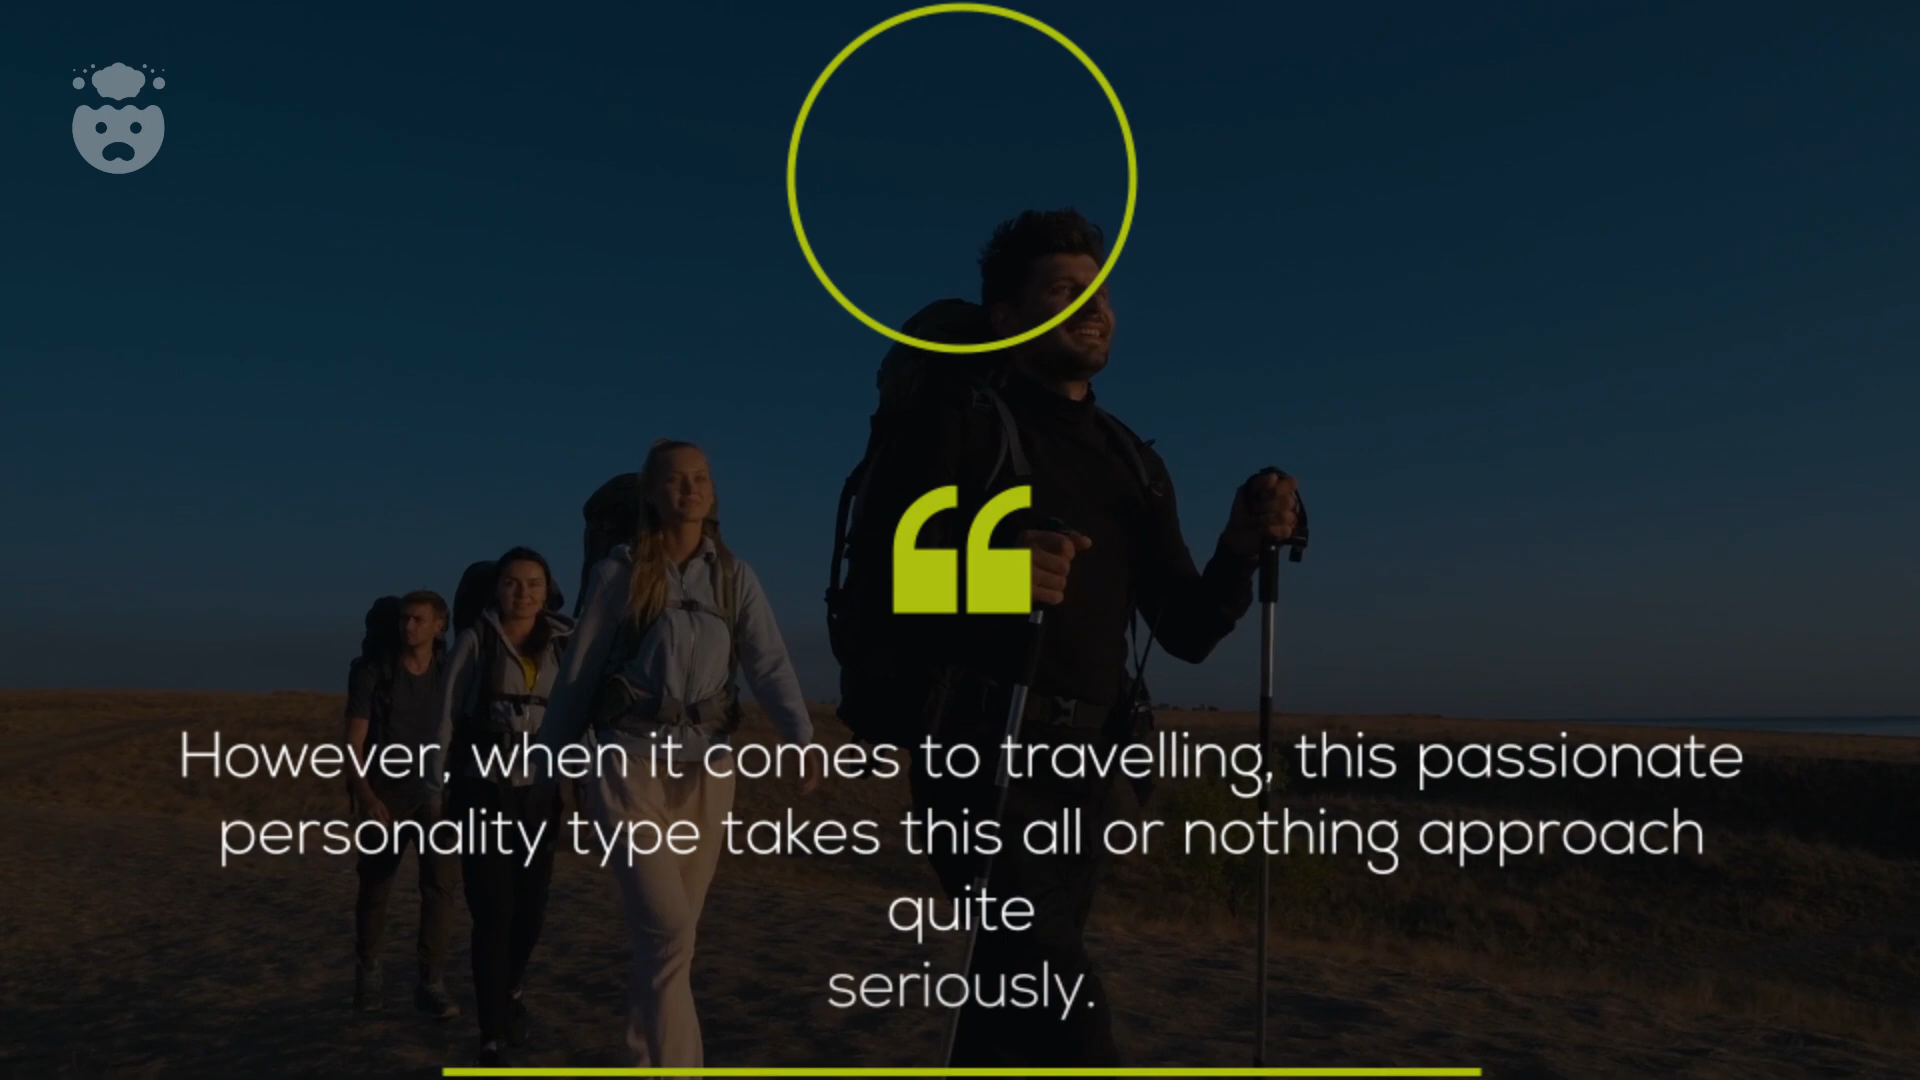 However, when it comes to travelling, this passionate
personality type takes this all or nothing approach
quite
seriously.